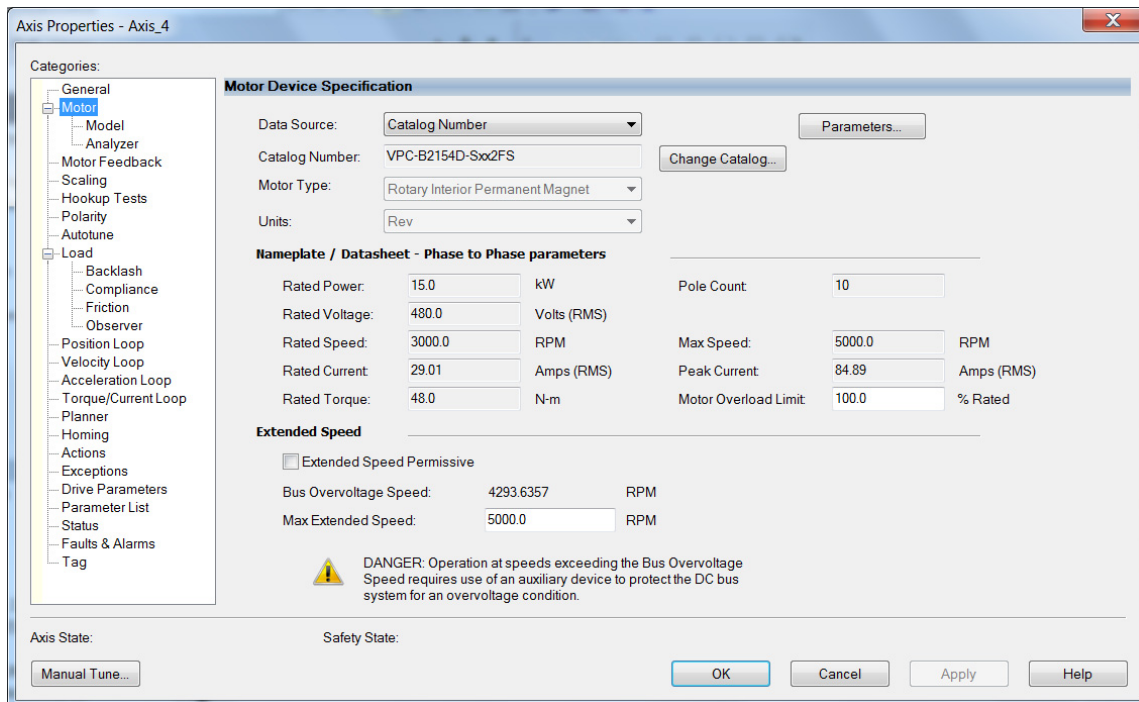 Axis Properties - Axis_4
Categories:
General
Motor
Model
Analyzer
Motor Feedback
Scaling
Hookup Tests
Polarity
Autotune
Load
Backlash
Compliance
Friction
Observer
Position Loop
Velocity Loop
Acceleration Loop
Torque/Current Loop
Planner
Homing
Actions
Exceptions
Drive Parameters
Parameter List
Status
Faults & Alarms
Tag
Motor Device Specification
Data Source: Catalog Number Parameters...
Catalog Number: VPC-B2154D-Sxx2FS Change Catalog...
Motor Type: Rotary Interior Permanent Magnet
Units: Rev
Nameplate / Datasheet - Phase to Phase parameters
Rated Power: 15.0 kW Pole Count: 10
Rated Voltage: 480.0 Volts (RMS)
Rated Speed: 3000.0 RPM Max Speed: 5000.0 RPM
Rated Current: 29.01 Amps (RMS) Peak Current: 84.89 Amps (RMS)
Rated Torque: 48.0 N-m Motor Overload Limit: 100.0 % Rated
Extended Speed
Extended Speed Permissive
Bus Overvoltage Speed: 4293.6357 RPM
Max Extended Speed: 5000.0 RPM
DANGER: Operation at speeds exceeding the Bus Overvoltage
Speed requires use of an auxiliary device to protect the DC bus
system for an overvoltage condition.
Axis State: Safety State:
Manual Tune... OK Cancel Apply Help